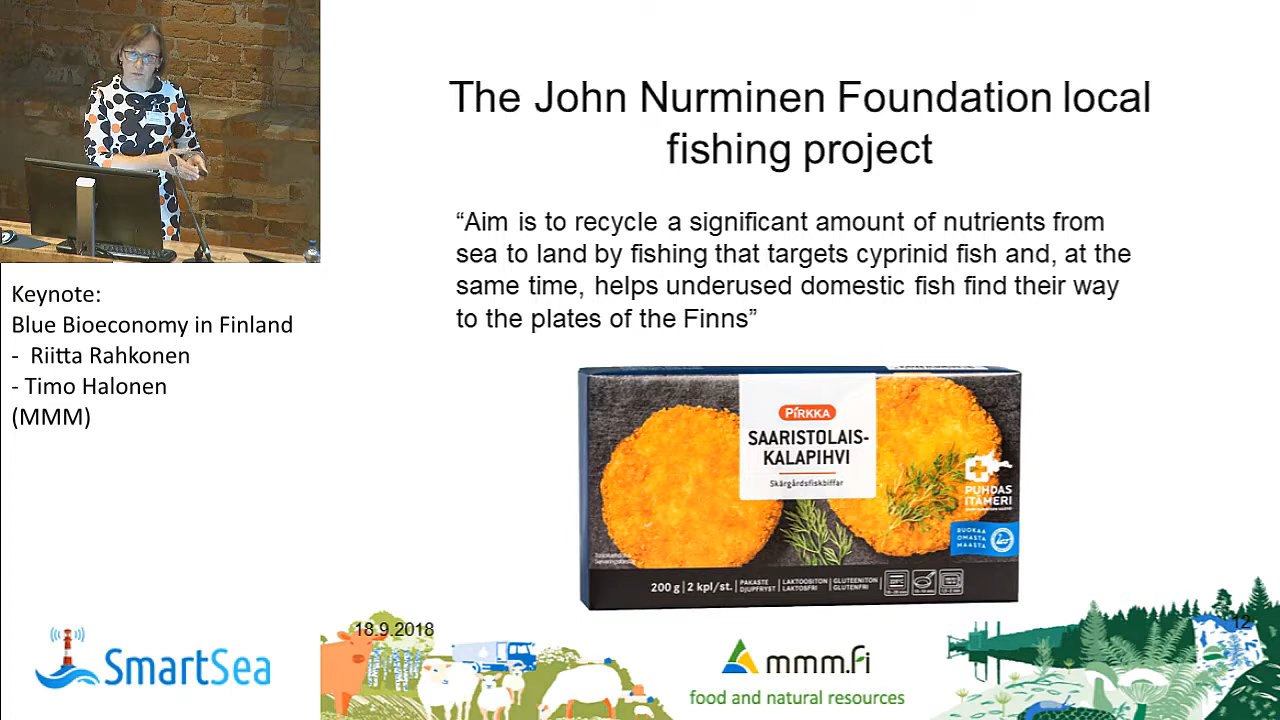 The John Nurminen Foundation local
fishing project
“Aim is to recycle a significant amount of nutrients from
sea to land by fishing that targets cyprinid fish and, at the
same time, helps underused domestic fish find their way
to the plates of the Finns”
Keynote:
Blue Bioeconomy in Finland
- Riitta Rahkonen
- Timo Halonen
(MMM)
PIRKKA
SAARISTOLAIS-
KALAPIHVI
Skärgårdsfiskbiffar
PUHDAS
ITÄMERI
RUOKAA
OMASTA
MAASTA
200 g | 2 kpl/st. | PAKASTE DJUPFRYST | LAKTOOSITON LAKTOSFRI | GLUTEENITON GLUTENFRI
18.9.2018
12
SmartSea
mmm.fi
food and natural resources